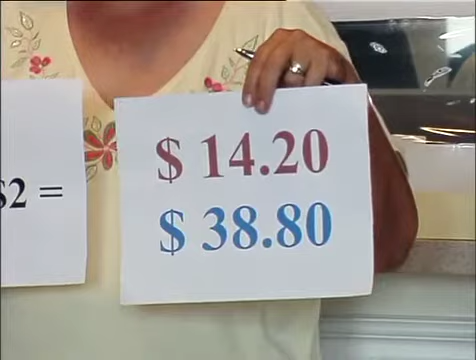 $2 =
$ 14.20
$ 38.80